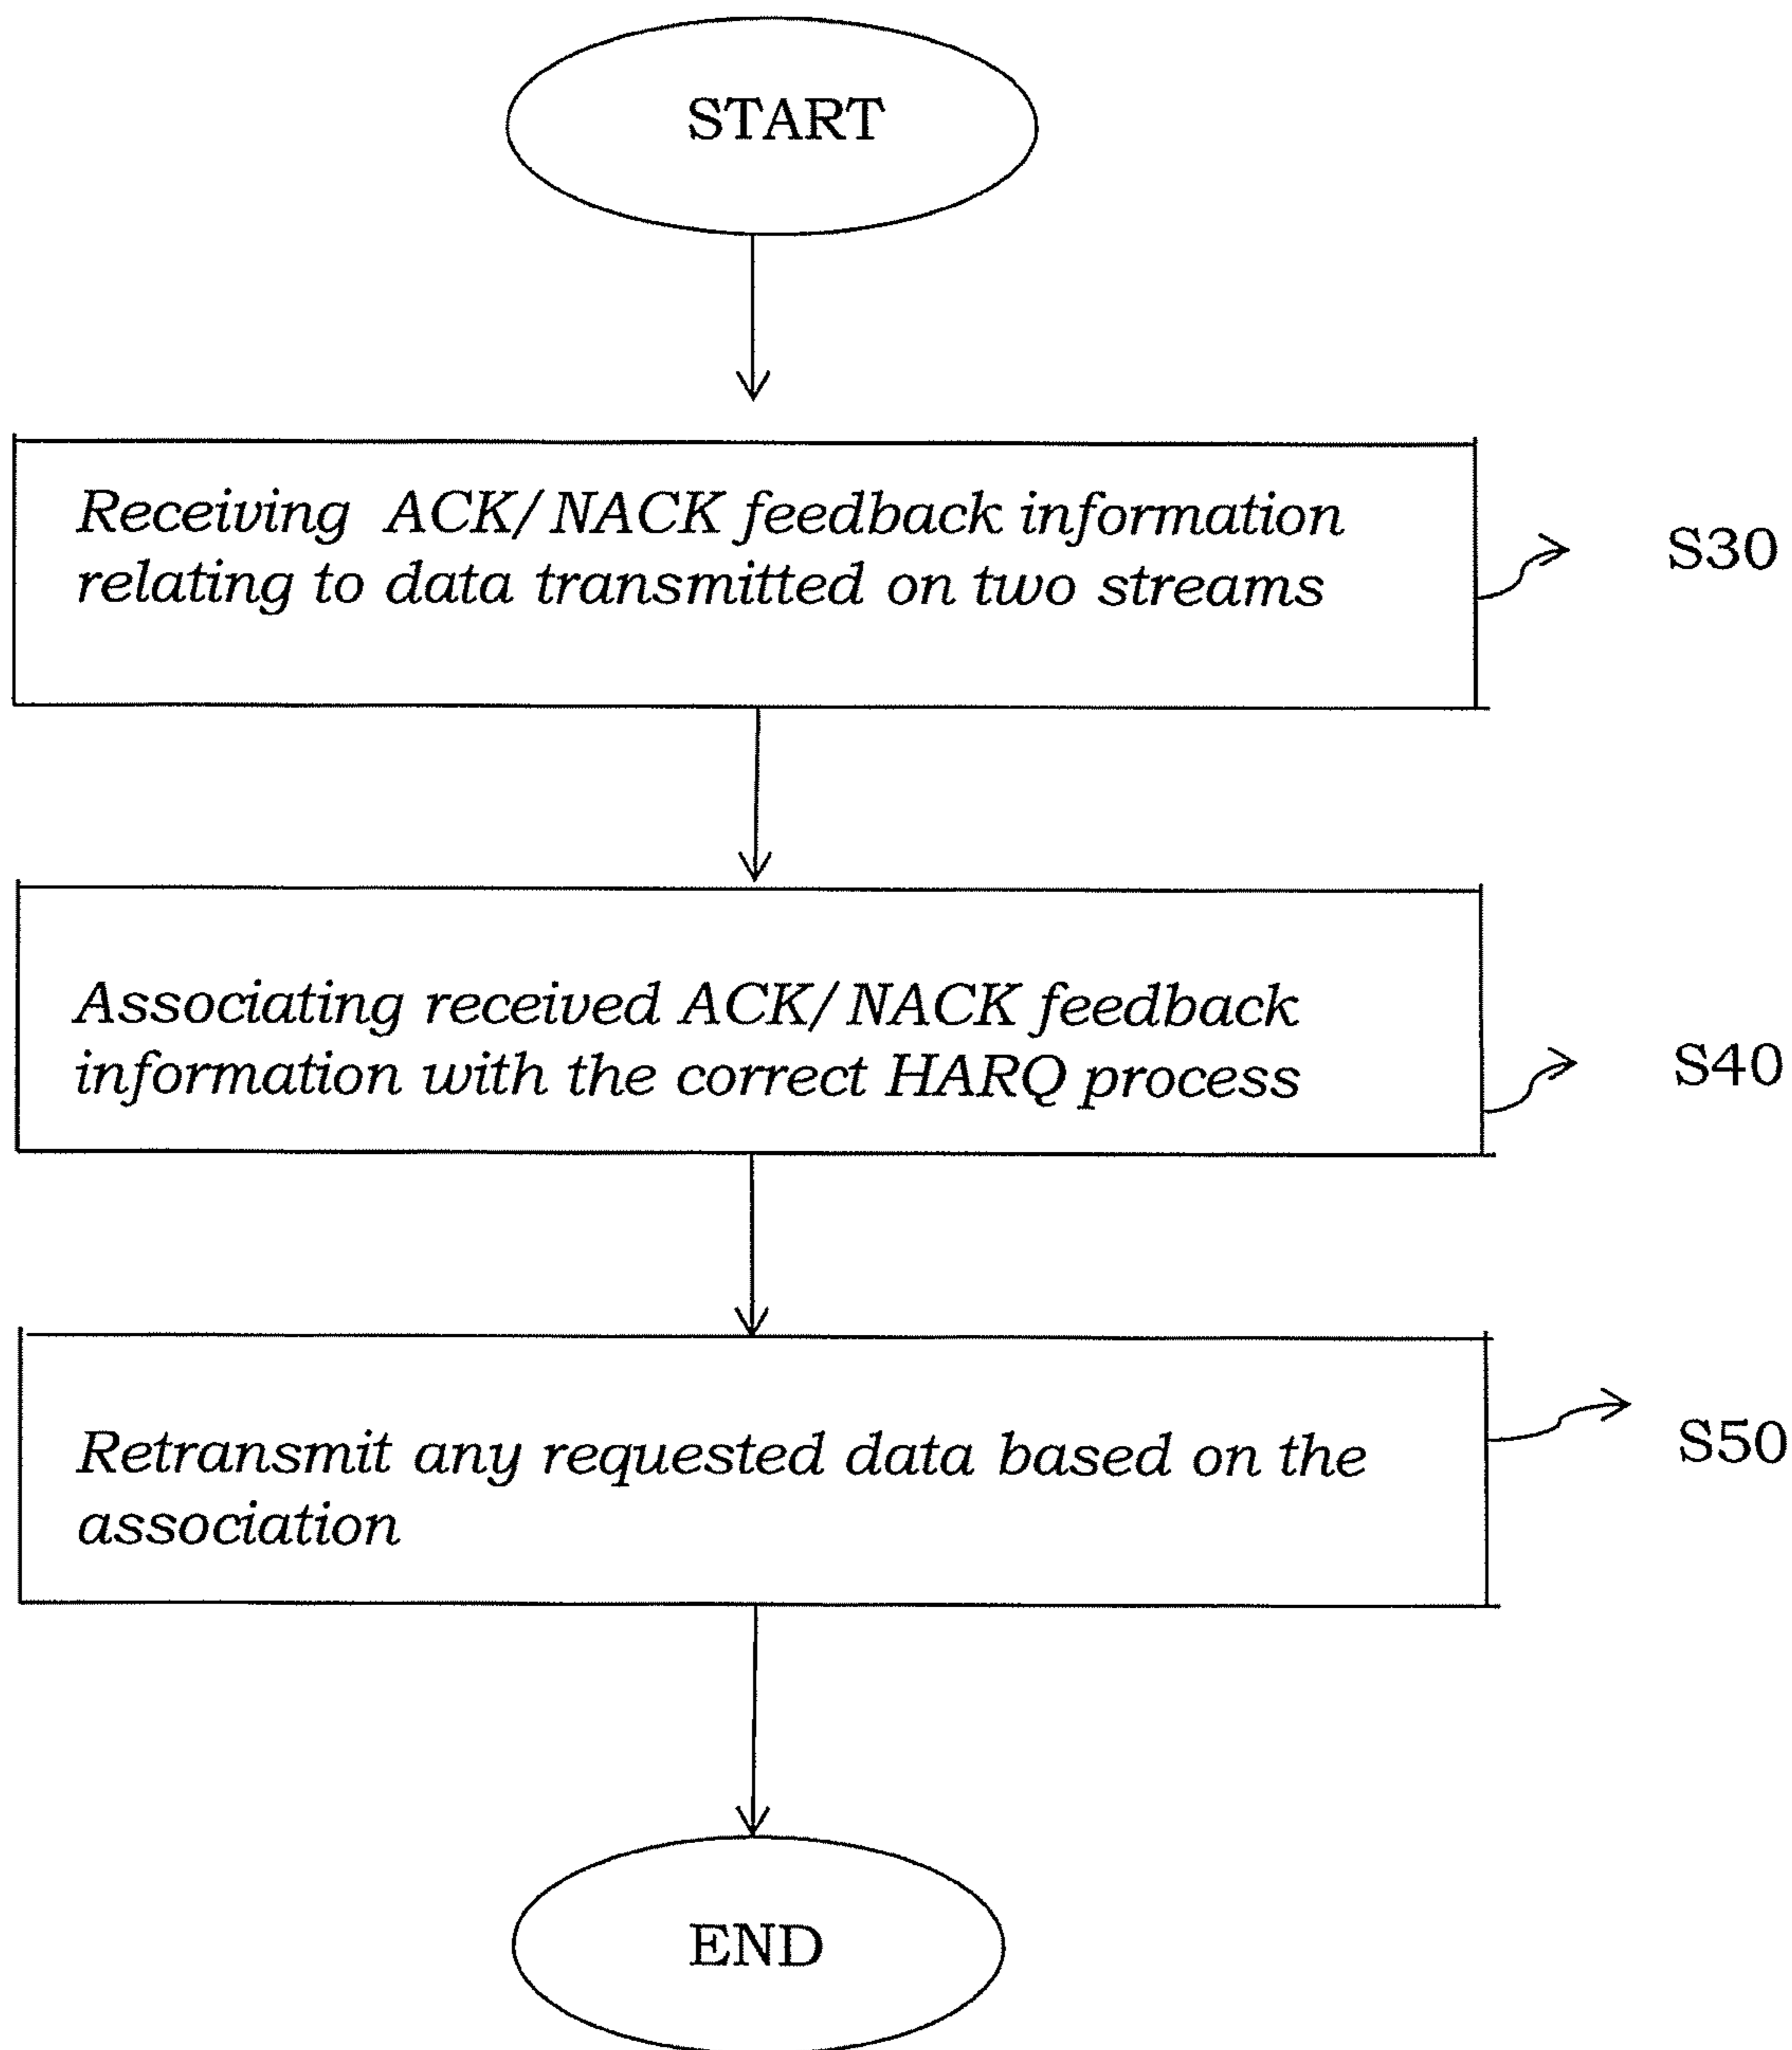 START
Receiving ACK/NACK feedback information
relating to data transmitted on two streams
S30
Associating received ACK/NACK feedback
information with the correct HARQ process
S40
Retransmit any requested data based on the
association
S50
END